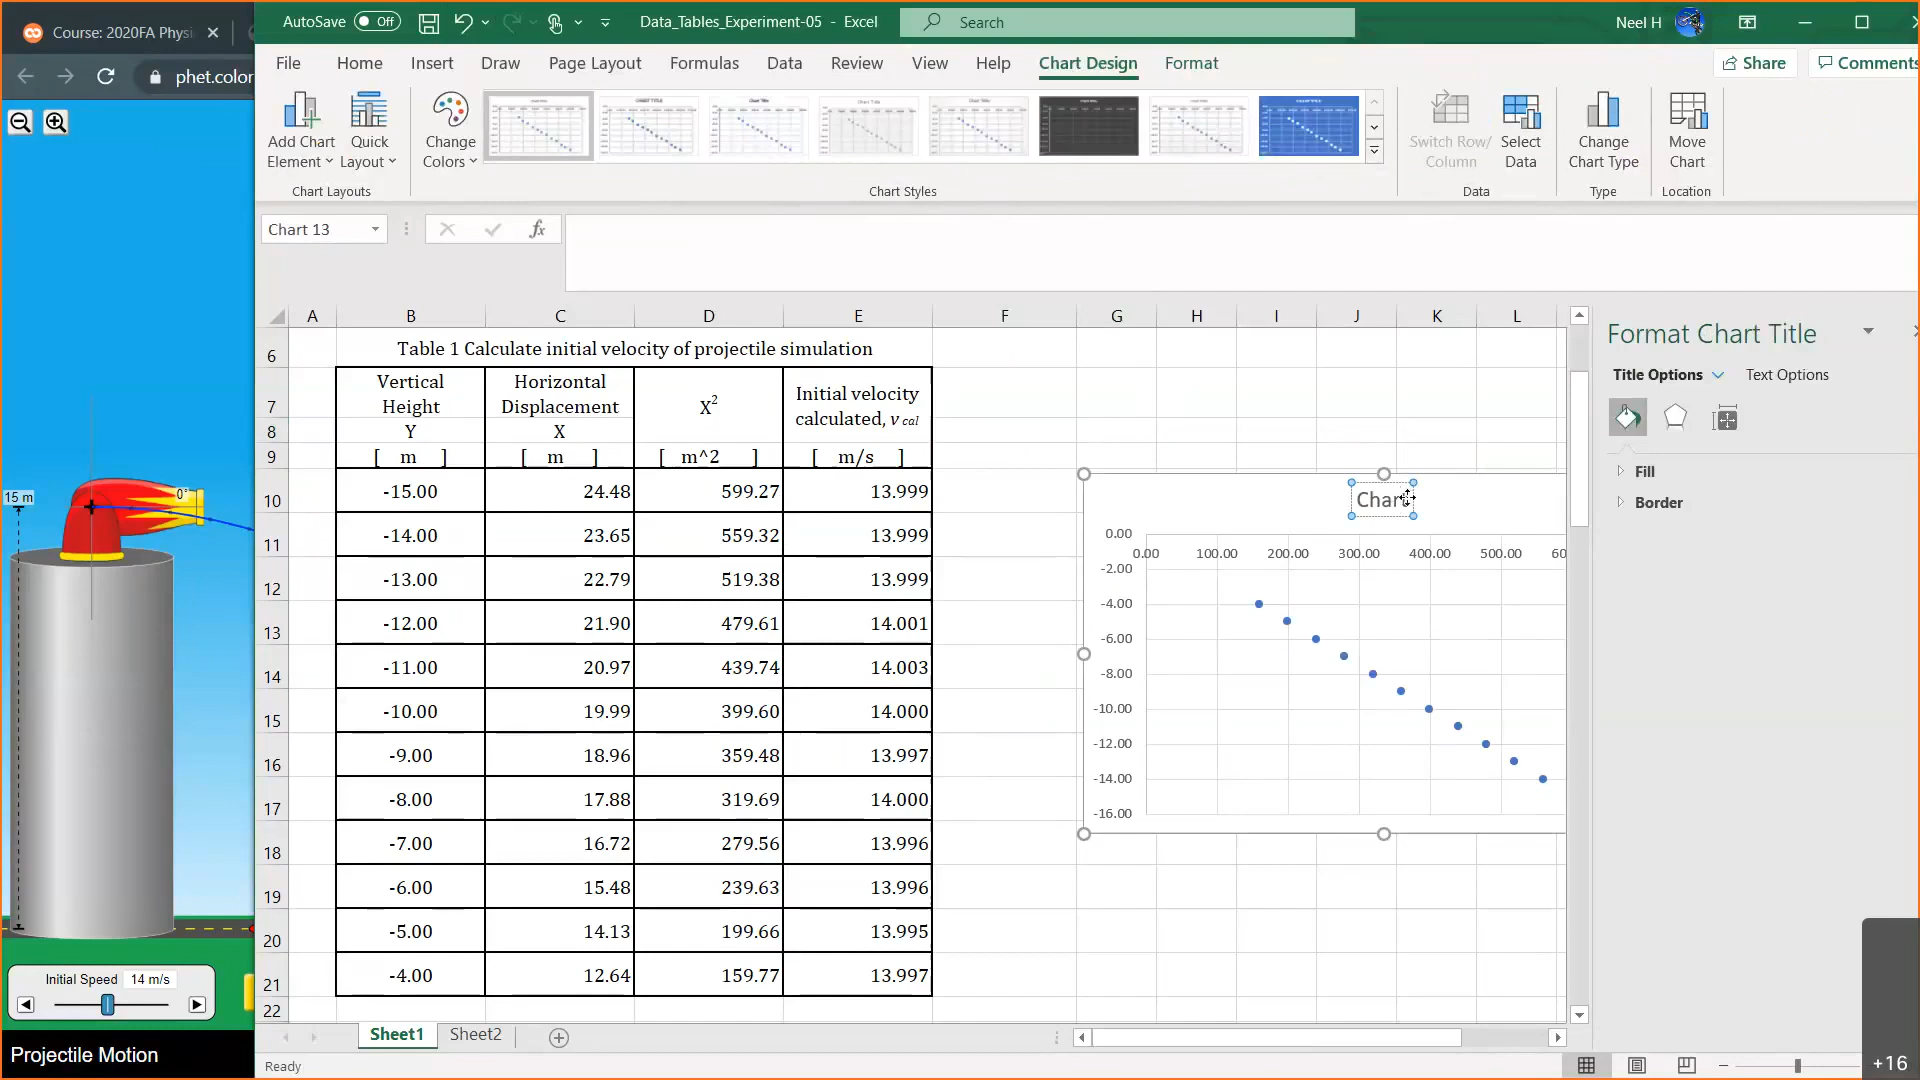 Course: 2020FA Physi
phet.color
AutoSave Off
Data_Tables_Experiment-05 - Excel
Search
Neel H
File Home Insert Draw Page Layout Formulas Data Review View Help Chart Design Format
Share
Comments
Add Chart Element
Quick Layout
Change Colors
Switch Row/ Column
Select Data
Change Chart Type
Move Chart
Chart Layouts
Chart Styles
Data
Type
Location
Chart 13
fx
A B C D E F G H I J K L
6 Table 1 Calculate initial velocity of projectile simulation
Vertical Height Y [ m ]
Horizontal Displacement X [ m ]
X2 [ m^2 ]
Initial velocity calculated, v cal [ m/s ]
7
8
9
10 -15.00 24.48 599.27 13.999
11 -14.00 23.65 559.32 13.999
12 -13.00 22.79 519.38 13.999
13 -12.00 21.90 479.61 14.001
14 -11.00 20.97 439.74 14.003
15 -10.00 19.99 399.60 14.000
16 -9.00 18.96 359.48 13.997
17 -8.00 17.88 319.69 14.000
18 -7.00 16.72 279.56 13.996
19 -6.00 15.48 239.63 13.996
20 -5.00 14.13 199.66 13.995
21 -4.00 12.64 159.77 13.997
22
Chart
0.00
0.00 100.00 200.00 300.00 400.00 500.00 60
-2.00
-4.00
-6.00
-8.00
-10.00
-12.00
-14.00
-16.00
Format Chart Title
Title Options
Text Options
Fill
Border
15 m
0°
Initial Speed 14 m/s
Projectile Motion
Sheet1 Sheet2
Ready
+16